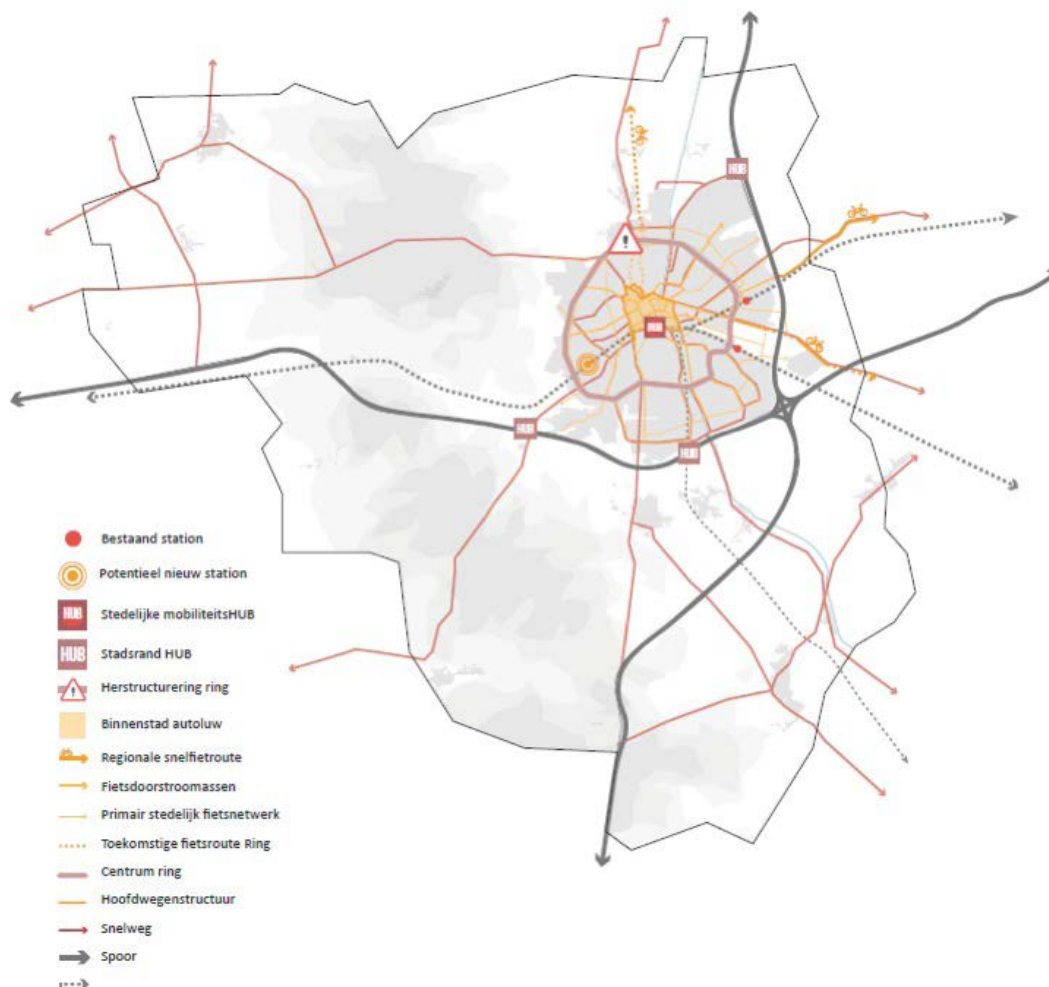 HUB
HUB
HUB
HUB
Bestaand station
Potentieel nieuw station
HUB
Stedelijke mobiliteitsHUB
HUB
Stadsrand HUB
Herstructurering ring
Binnenstad autoluw
Regionale snelfietroute
Fietsdoorstroomassen
Primair stedelijk fietsnetwerk
Toekomstige fietsroute Ring
Centrum ring
Hoofdwegenstructuur
Snelweg
Spoor